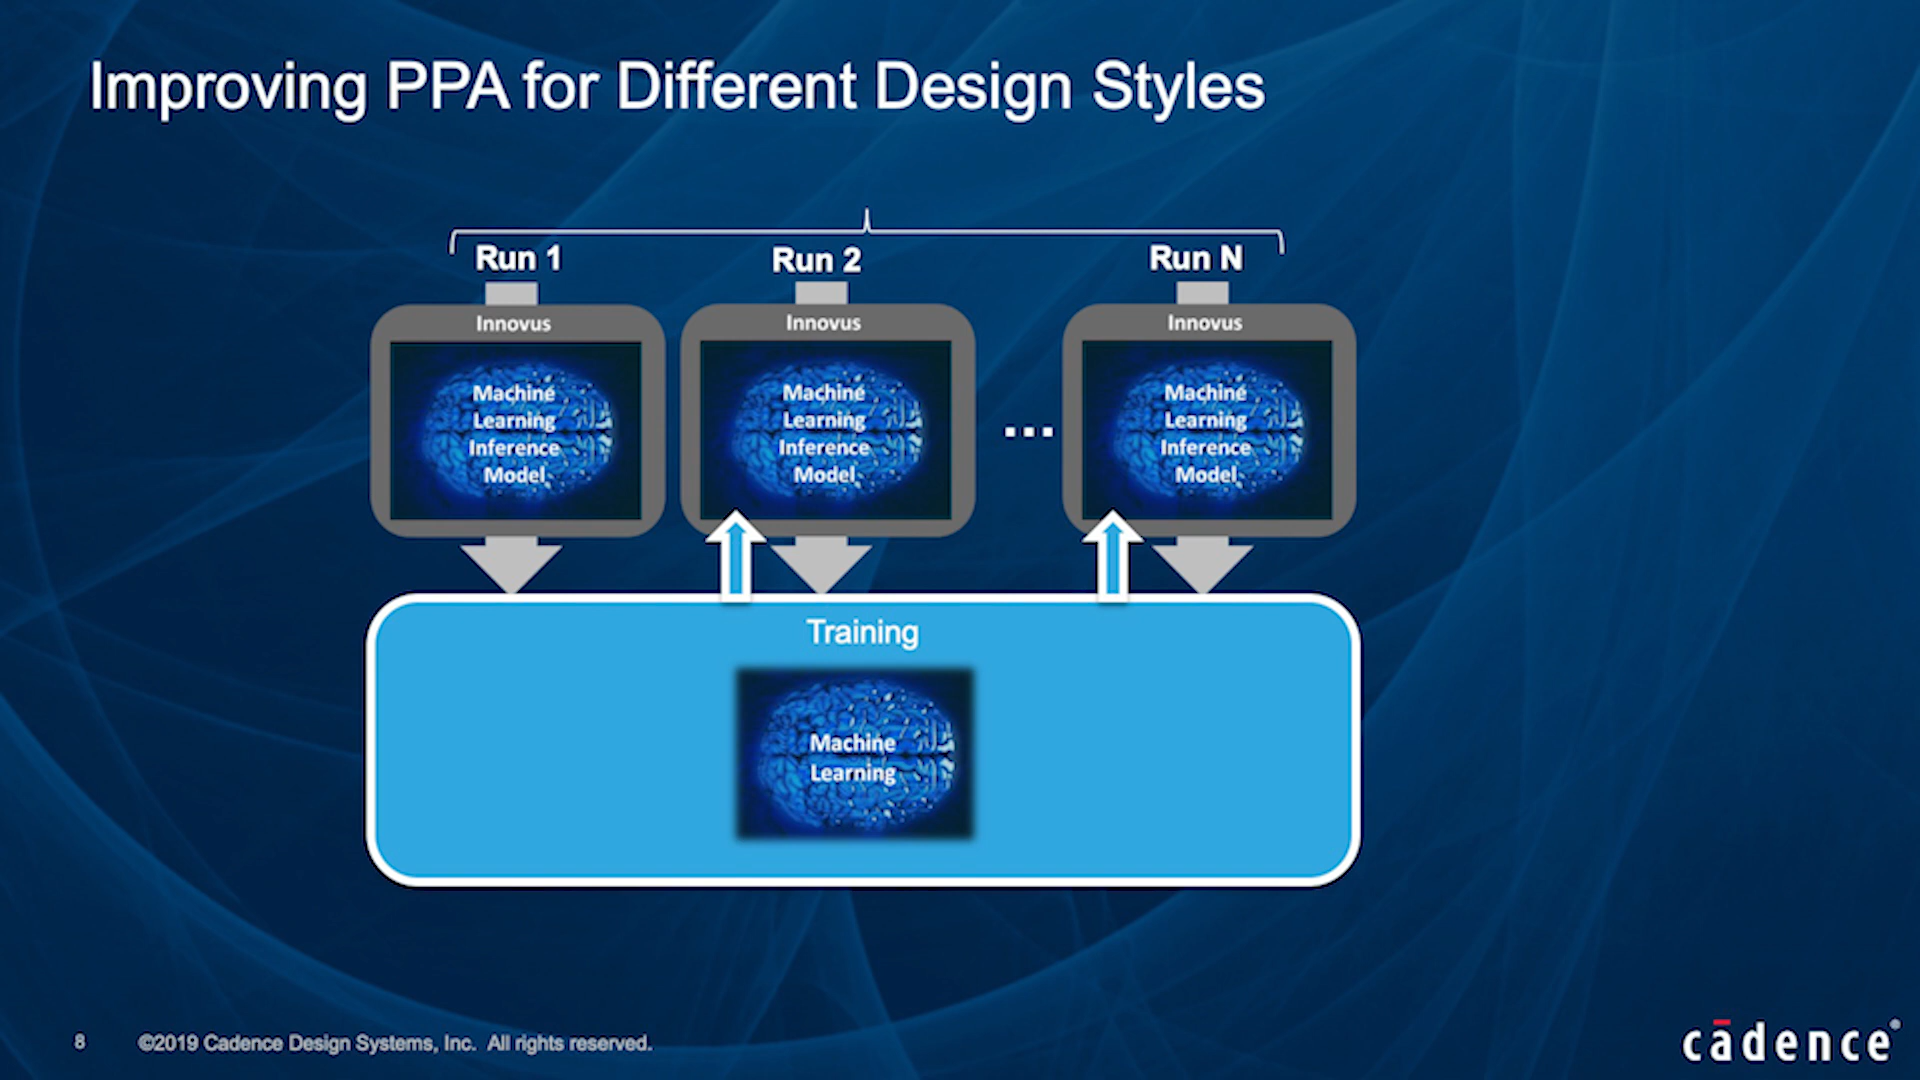 Improving PPA for Different Design Styles
Run 1
Run 2
Run N
Innovus
Machine
Learning
Inference
Model
Innovus
Machine
Learning
Inference
Model
...
Innovus
Machine
Learning
Inference
Model
Training
Machine
Learning
8
©2019 Cadence Design Systems, Inc. All rights reserved.
cādence®